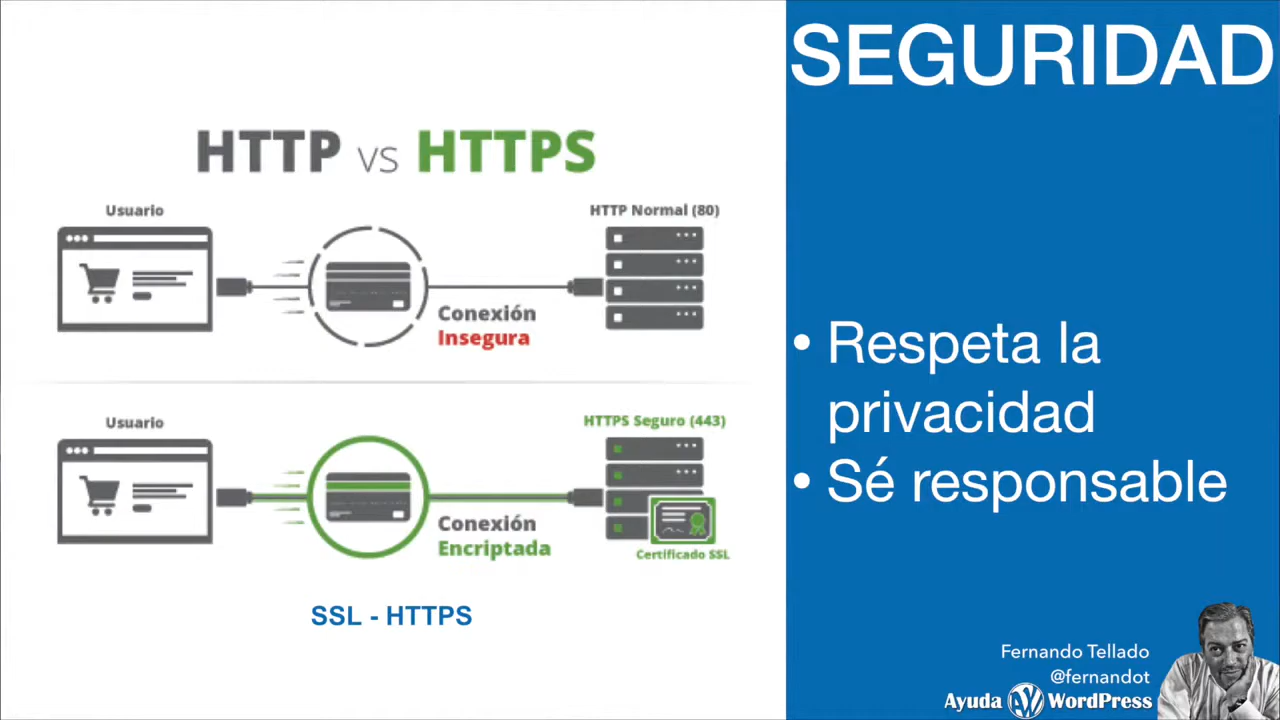 SEGURIDAD
HTTP vs HTTPS
Usuario
HTTP Normal (80)
Conexión
Insegura
Usuario
HTTPS Seguro (443)
Conexión
Encriptada
Certificado SSL
SSL - HTTPS
• Respeta la
privacidad
• Sé responsable
Fernando Tellado
@fernandot
Ayuda AW WordPress